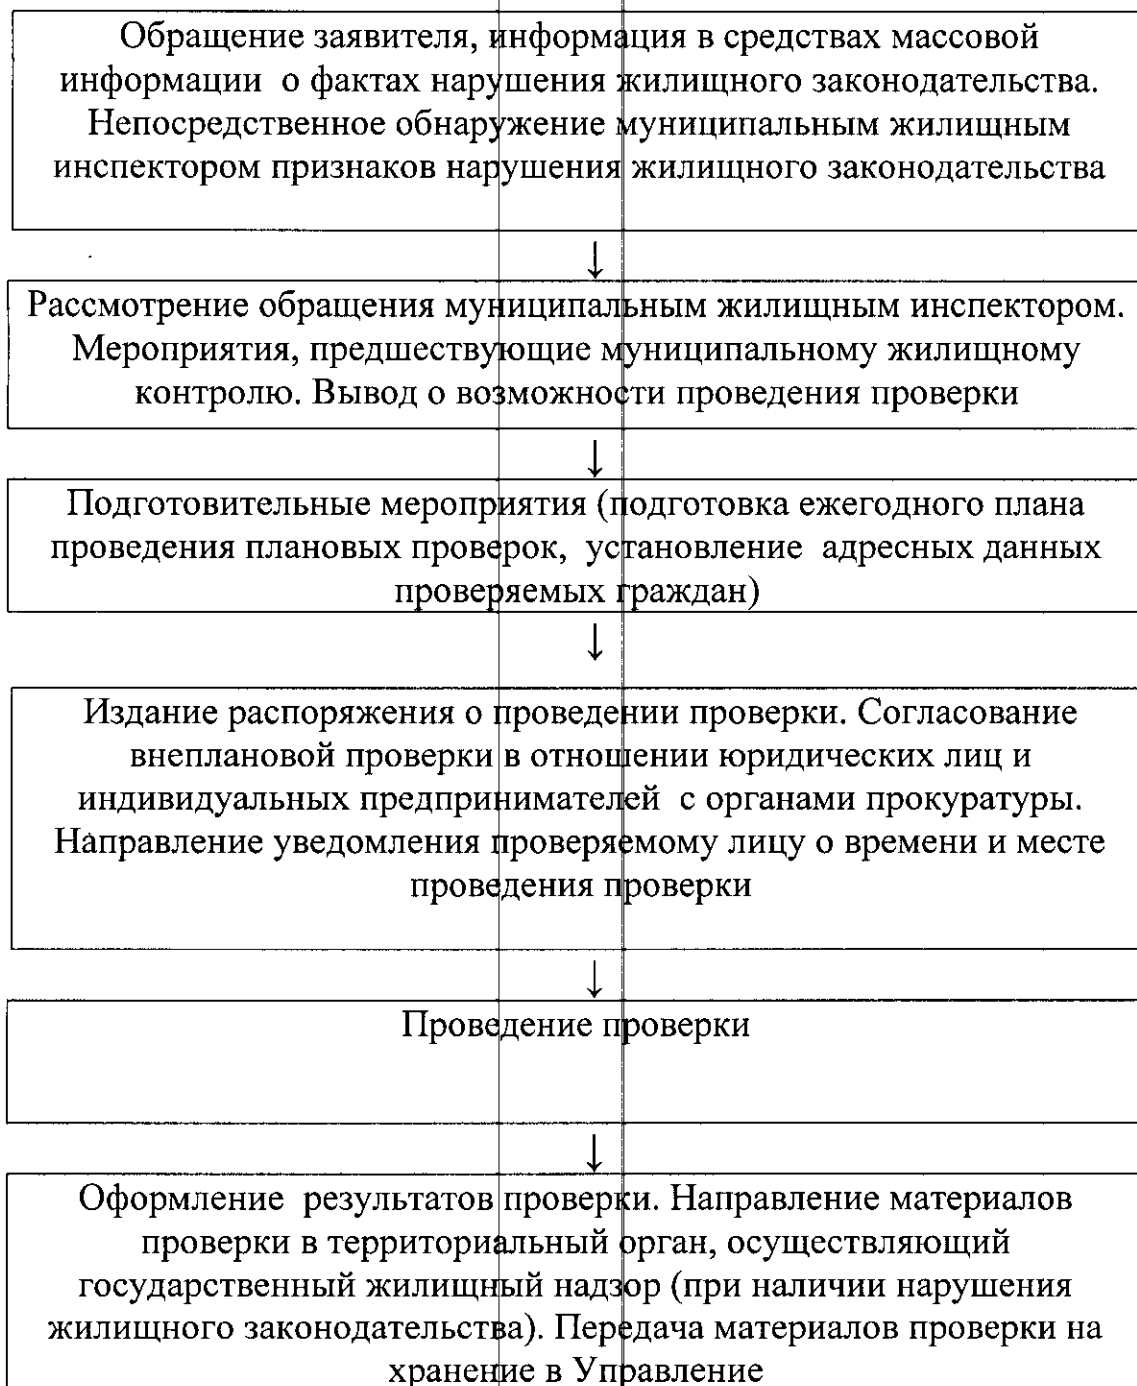 Обращение заявителя, информация в средствах массовой
информации о фактах нарушения жилищного законодательства.
Непосредственное обнаружение муниципальным жилищным
инспектором признаков нарушения жилищного законодательства
↓
Рассмотрение обращения муниципальным жилищным инспектором.
Мероприятия, предшествующие муниципальному жилищному
контролю. Вывод о возможности проведения проверки
↓
Подготовительные мероприятия (подготовка ежегодного плана
проведения плановых проверок, установление адресных данных
проверяемых граждан)
↓
Издание распоряжения о проведении проверки. Согласование
внеплановой проверки в отношении юридических лиц и
индивидуальных предпринимателей с органами прокуратуры.
Направление уведомления проверяемому лицу о времени и месте
проведения проверки
↓
Проведение проверки
↓
Оформление результатов проверки. Направление материалов
проверки в территориальный орган, осуществляющий
государственный жилищный надзор (при наличии нарушения
жилищного законодательства). Передача материалов проверки на
хранение в Управление